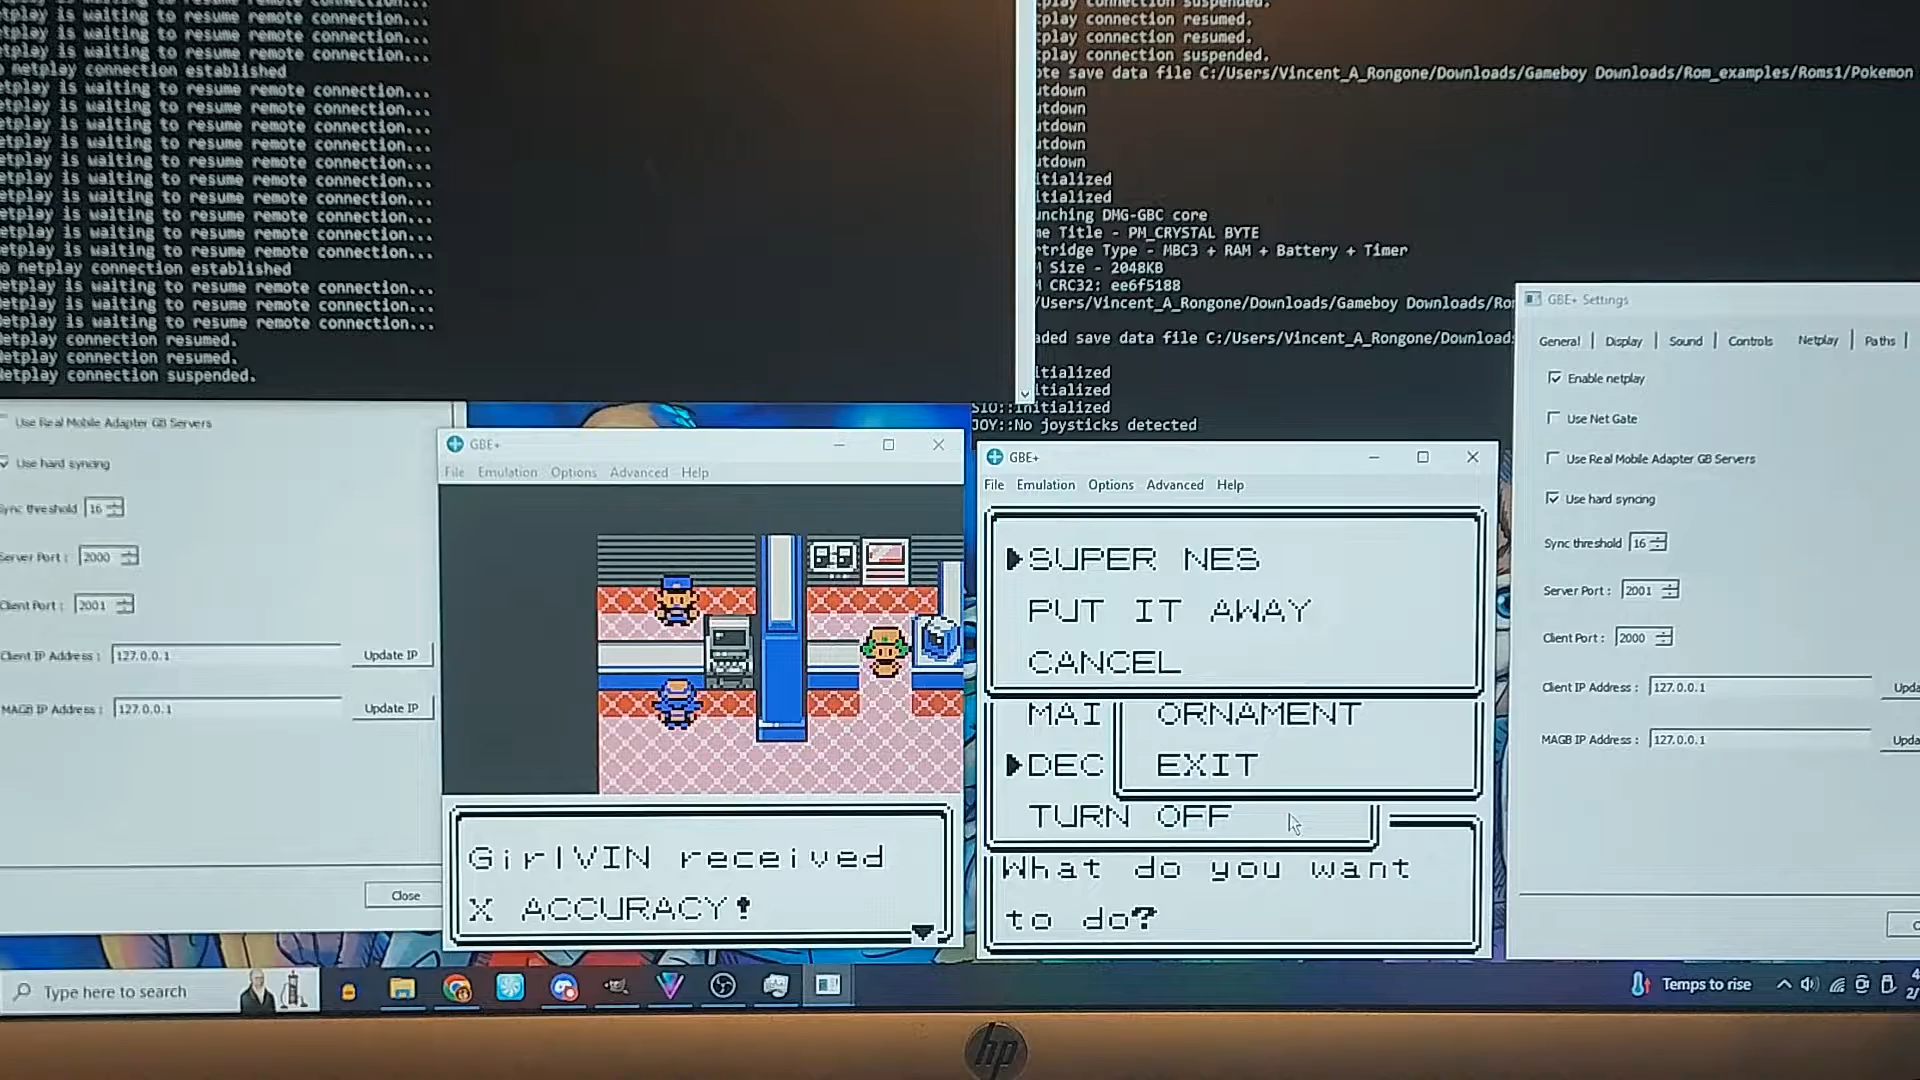 netplay is waiting to resume remote connection...
etplay is waiting to resume remote connection...
etplay is waiting to resume remote connection...
o netplay connection established
etplay is waiting to resume remote connection...
etplay is waiting to resume remote connection...
etplay is waiting to resume remote connection...
etplay is waiting to resume remote connection...
etplay is waiting to resume remote connection...
etplay is waiting to resume remote connection...
etplay is waiting to resume remote connection...
etplay is waiting to resume remote connection...
etplay is waiting to resume remote connection...
etplay is waiting to resume remote connection...
o netplay connection established
etplay is waiting to resume remote connection...
etplay is waiting to resume remote connection...
etplay is waiting to resume remote connection...
Netplay connection resumed.
Netplay connection resumed.
Netplay connection suspended.
tplay connection resumed.
tplay connection resumed.
tplay connection suspended.
ote save data file C:/Users/Vincent_A_Rongone/Downloads/Gameboy Downloads/Rom_examples/Roms1/Pokemon
utdown
utdown
utdown
utdown
utdown
itialized
itialized
unching DMG-GBC core
me Title - PM_CRYSTAL BYTE
rtridge Type - MBC3 + RAM + Battery + Timer
M Size - 2048KB
M CRC32: ee6f5188
/Users/Vincent_A_Rongone/Downloads/Gameboy Downloads/Ro
aded save data file C:/Users/Vincent_A_Rongone/Download
itialized
itialized
SIO::Initialized
JOY::No joysticks detected
Use Real Mobile Adapter GB Servers
Use hard syncing
Sync threshold 16
Server Port : 2000
Client Port : 2001
Client IP Address : 127.0.0.1 Update IP
MAGB IP Address : 127.0.0.1 Update IP
Close
GBE+
File Emulation Options Advanced Help
GirlVIN received
X ACCURACY!
GBE+
File Emulation Options Advanced Help
SUPER NES
PUT IT AWAY
CANCEL
MAI ORNAMENT
DEC EXIT
TURN OFF
What do you want
to do?
GBE+ Settings
General Display Sound Controls Netplay Paths
Enable netplay
Use Net Gate
Use Real Mobile Adapter GB Servers
Use hard syncing
Sync threshold 16
Server Port : 2001
Client Port : 2000
Client IP Address : 127.0.0.1 Upda
MAGB IP Address : 127.0.0.1 Upda
Type here to search
Temps to rise
hp